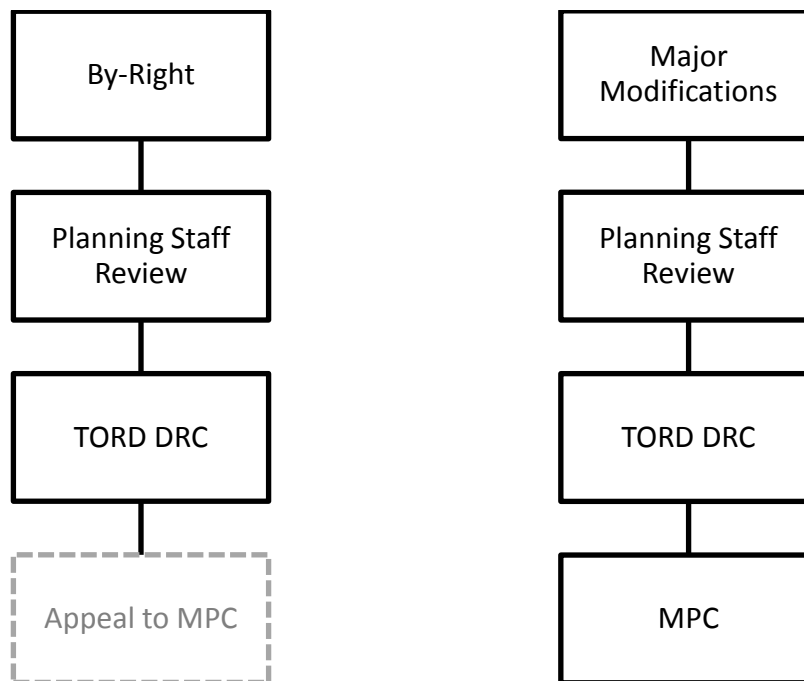 By-Right
Planning Staff
Review
TORD DRC
Appeal to MPC
Major
Modifications
Planning Staff
Review
TORD DRC
MPC